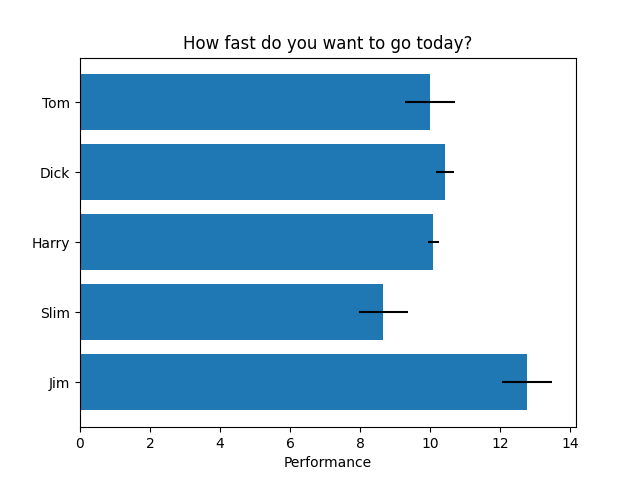 How fast do you want to go today?
Tom
Dick
Harry
Slim
Jim
0 2 4 6 8 10 12 14
Performance